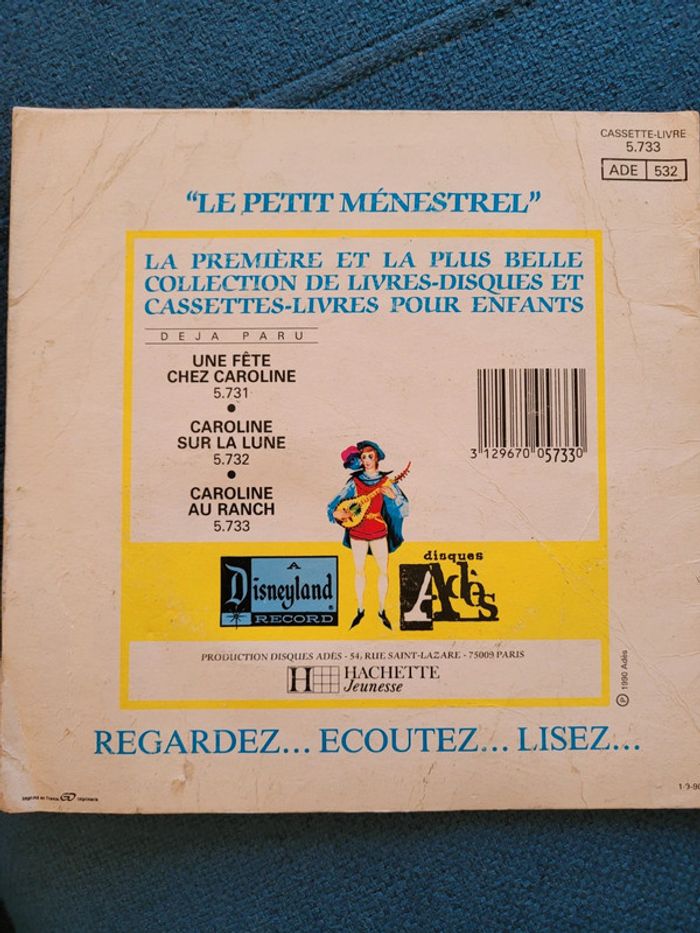 CASSETTE-LIVRE
5.733
ADE 532
"LE PETIT MÉNESTREL"
LA PREMIÈRE ET LA PLUS BELLE
COLLECTION DE LIVRES-DISQUES ET
CASSETTES-LIVRES POUR ENFANTS
DEJA PARU
UNE FÊTE
CHEZ CAROLINE
5.731
CAROLINE
SUR LA LUNE
5.732
CAROLINE
AU RANCH
5.733
3 129670 057330
A
Disneyland
RECORD
disques
Adès
PRODUCTION DISQUES ADÈS - 54, RUE SAINT-LAZARE - 75009 PARIS
H HACHETTE
Jeunesse
℗ 1990 Adès
REGARDEZ... ECOUTEZ... LISEZ...